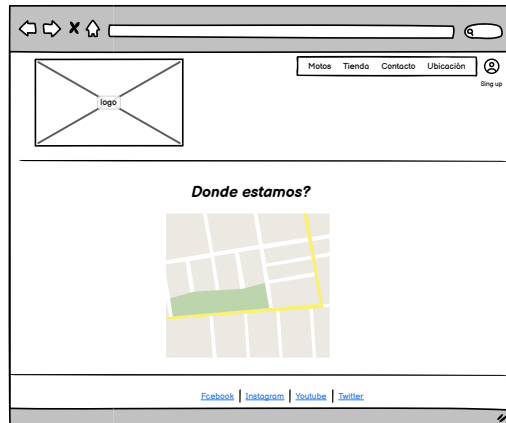 Motos Tienda Contacto Ubicación
logo
Sing up
Donde estamos?
Fcebook Instagram Youtube Twitter